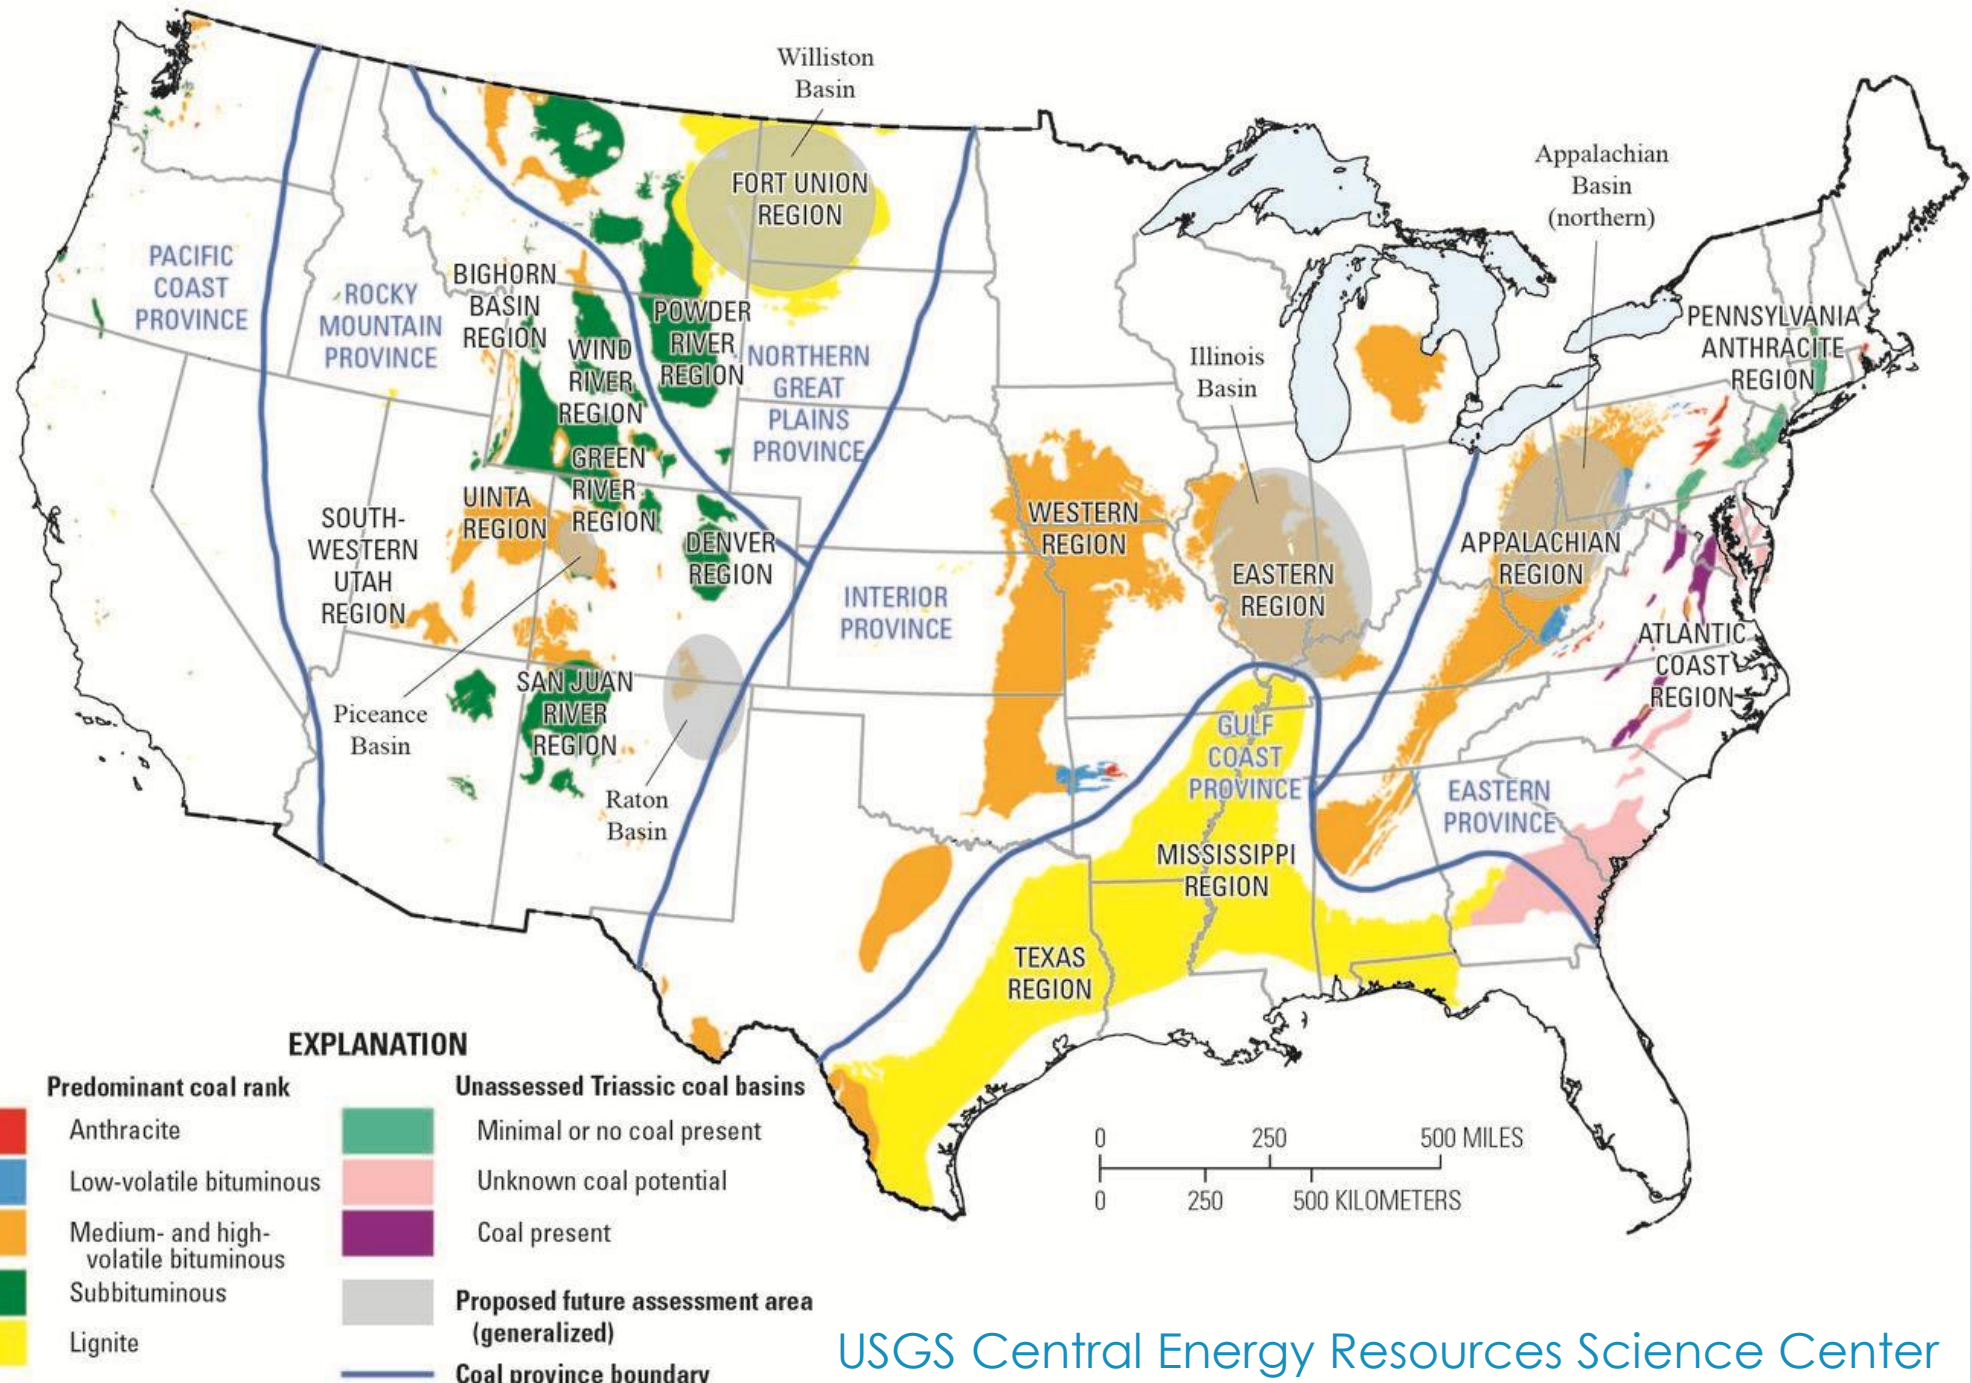 Williston
Basin
Appalachian
Basin
(northern)
FORT UNION
REGION
PACIFIC
COAST
PROVINCE
ROCKY
MOUNTAIN
PROVINCE
BIGHORN
BASIN
REGION
WIND
RIVER
REGION
POWDER
RIVER
REGION
NORTHERN
GREAT
PLAINS
PROVINCE
Illinois
Basin
PENNSYLVANIA
ANTHRACITE
REGION
GREEN
RIVER
REGION
UINTA
REGION
SOUTH-
WESTERN
UTAH
REGION
DENVER
REGION
WESTERN
REGION
EASTERN
REGION
APPALACHIAN
REGION
INTERIOR
PROVINCE
ATLANTIC
COAST
REGION
SAN JUAN
RIVER
REGION
Piceance
Basin
Raton
Basin
GULF
COAST
PROVINCE
EASTERN
PROVINCE
MISSISSIPPI
REGION
TEXAS
REGION
EXPLANATION
Predominant coal rank
Anthracite
Low-volatile bituminous
Medium- and high-
volatile bituminous
Subbituminous
Lignite
Unassessed Triassic coal basins
Minimal or no coal present
Unknown coal potential
Coal present
Proposed future assessment area
(generalized)
Coal province boundary
0 250 500 MILES
0 250 500 KILOMETERS
USGS Central Energy Resources Science Center